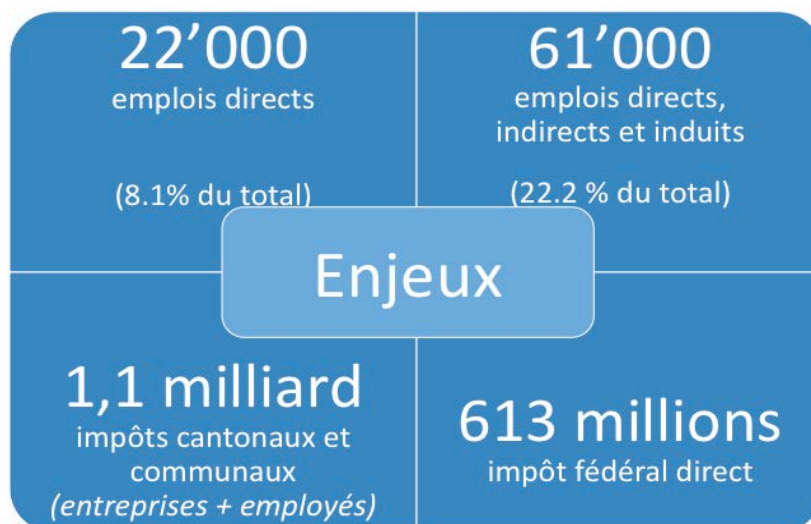 22’000
emplois directs
(8.1% du total)
61’000
emplois directs,
indirects et induits
(22.2 % du total)
Enjeux
1,1 milliard
impôts cantonaux et
communaux
(entreprises + employés)
613 millions
impôt fédéral direct